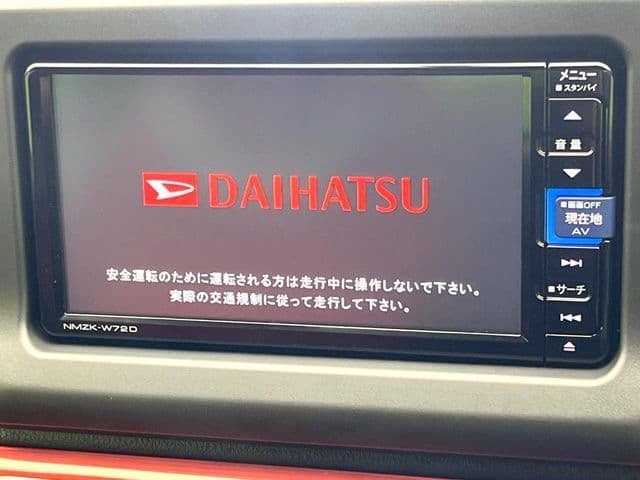 DAIHATSU
安全運転のために運転される方は走行中に操作しないで下さい。
実際の交通規制に従って走行して下さい。
NMZK-W72D
メニュー
■スタンバイ
▲
音量
▼
■画面OFF
現在地
AV
▶▶|
■サーチ
|◀◀
⏏